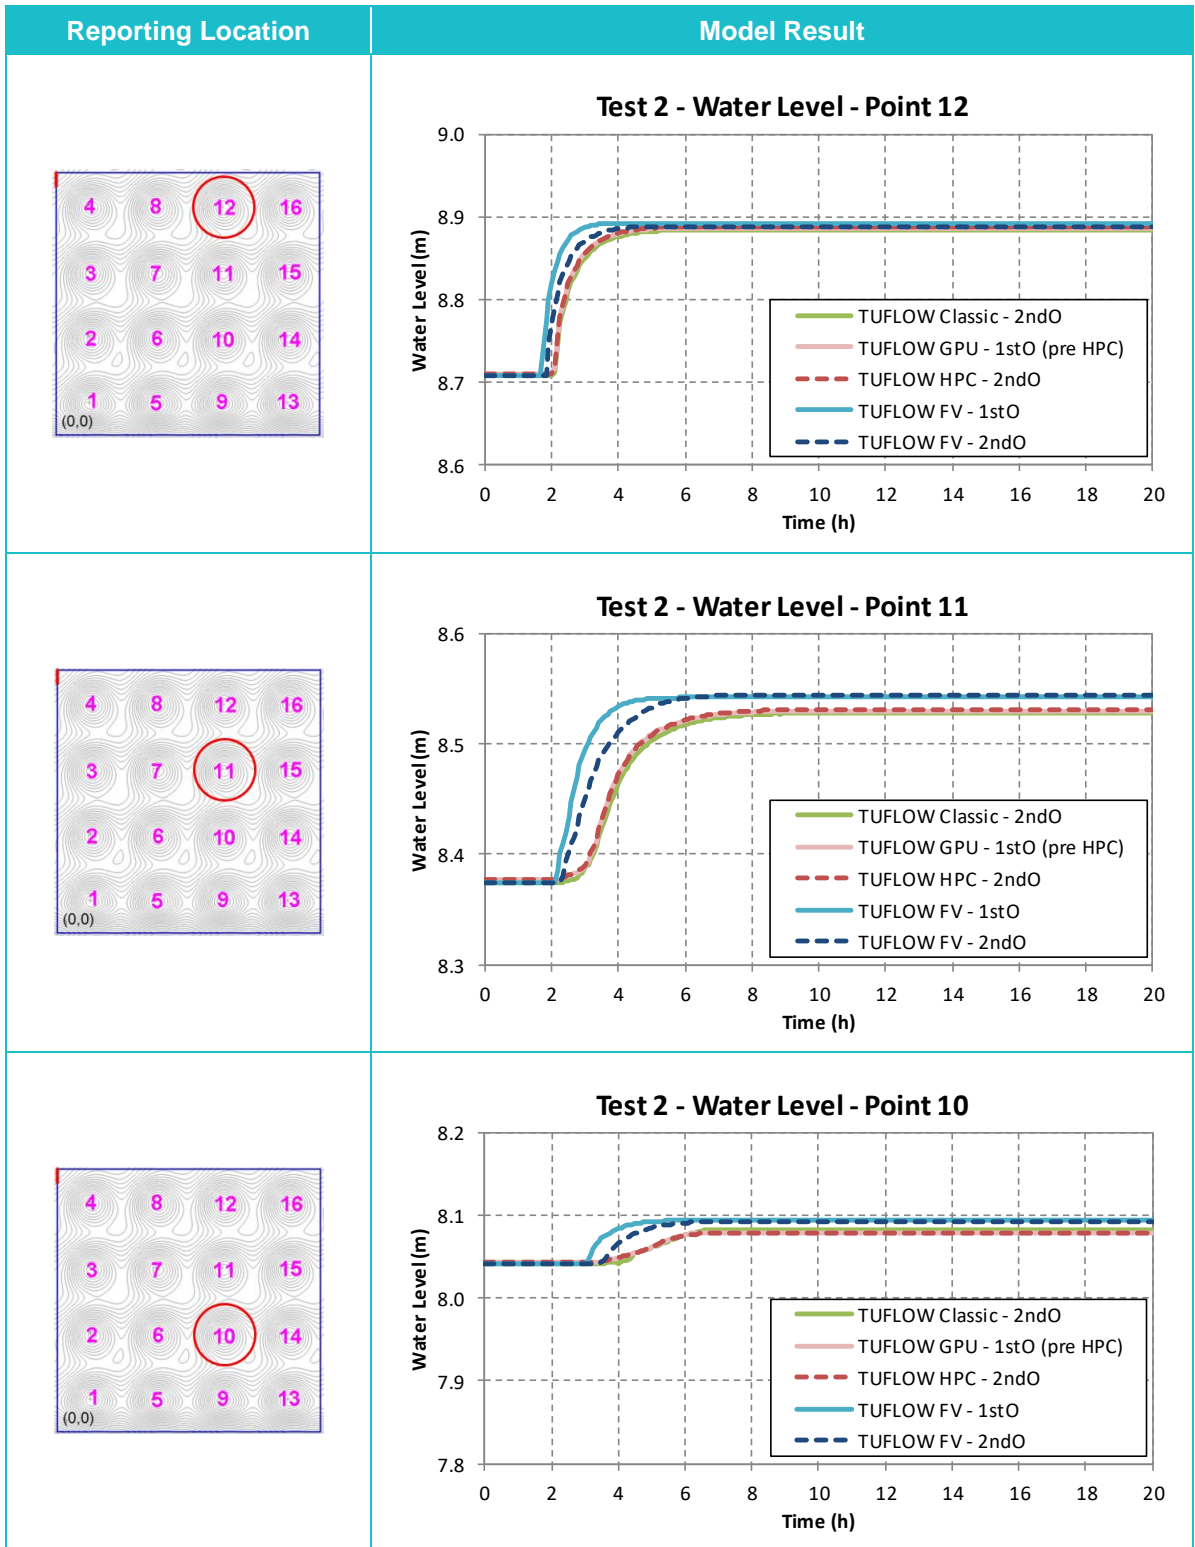 Reporting Location
Model Result
4 8 12 16
3 7 11 15
2 6 10 14
1 5 9 13
(0,0)
Test 2 - Water Level - Point 12
Water Level (m)
9.0
8.9
8.8
8.7
8.6
TUFLOW Classic - 2ndO
TUFLOW GPU - 1stO (pre HPC)
TUFLOW HPC - 2ndO
TUFLOW FV - 1stO
TUFLOW FV - 2ndO
0 2 4 6 8 10 12 14 16 18 20
Time (h)
4 8 12 16
3 7 11 15
2 6 10 14
1 5 9 13
(0,0)
Test 2 - Water Level - Point 11
Water Level (m)
8.6
8.5
8.4
8.3
TUFLOW Classic - 2ndO
TUFLOW GPU - 1stO (pre HPC)
TUFLOW HPC - 2ndO
TUFLOW FV - 1stO
TUFLOW FV - 2ndO
0 2 4 6 8 10 12 14 16 18 20
Time (h)
4 8 12 16
3 7 11 15
2 6 10 14
1 5 9 13
(0,0)
Test 2 - Water Level - Point 10
Water Level (m)
8.2
8.1
8.0
7.9
7.8
TUFLOW Classic - 2ndO
TUFLOW GPU - 1stO (pre HPC)
TUFLOW HPC - 2ndO
TUFLOW FV - 1stO
TUFLOW FV - 2ndO
0 2 4 6 8 10 12 14 16 18 20
Time (h)